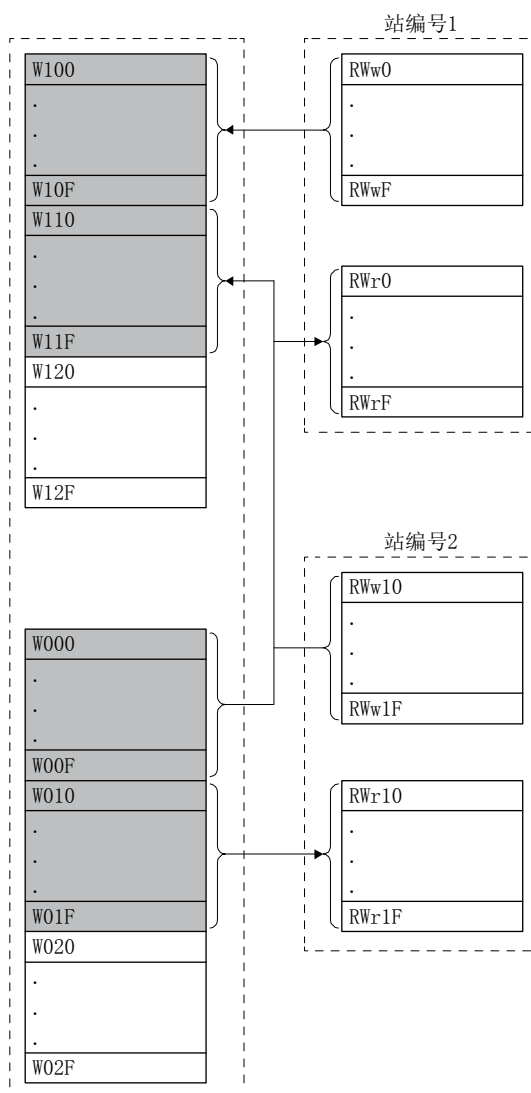 站编号1
W100
.
.
.
W10F
W110
.
.
.
W11F
W120
.
.
.
W12F
W000
.
.
.
W00F
W010
.
.
.
W01F
W020
.
.
.
W02F
RWw0
.
.
.
RWwF
RWr0
.
.
.
RWrF
站编号2
RWw10
.
.
.
RWw1F
RWr10
.
.
.
RWr1F